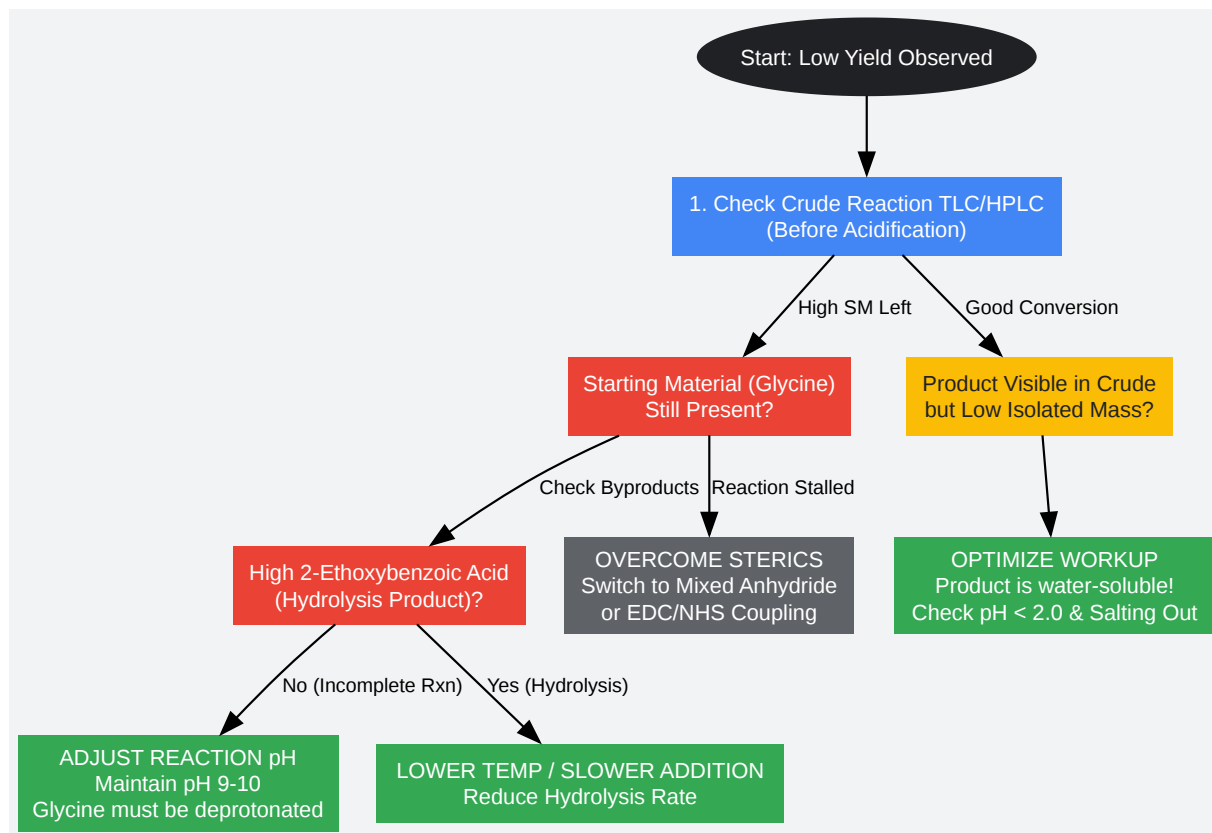 Start: Low Yield Observed
1. Check Crude Reaction TLC/HPLC
(Before Acidification)
High SM Left
Good Conversion
Starting Material (Glycine)
Still Present?
Product Visible in Crude
but Low Isolated Mass?
Check Byproducts
Reaction Stalled
High 2-Ethoxybenzoic Acid
(Hydrolysis Product)?
OVERCOME STERICS
Switch to Mixed Anhydride
or EDC/NHS Coupling
OPTIMIZE WORKUP
Product is water-soluble!
Check pH < 2.0 & Salting Out
No (Incomplete Rxn)
Yes (Hydrolysis)
ADJUST REACTION pH
Maintain pH 9-10
Glycine must be deprotonated
LOWER TEMP / SLOWER ADDITION
Reduce Hydrolysis Rate